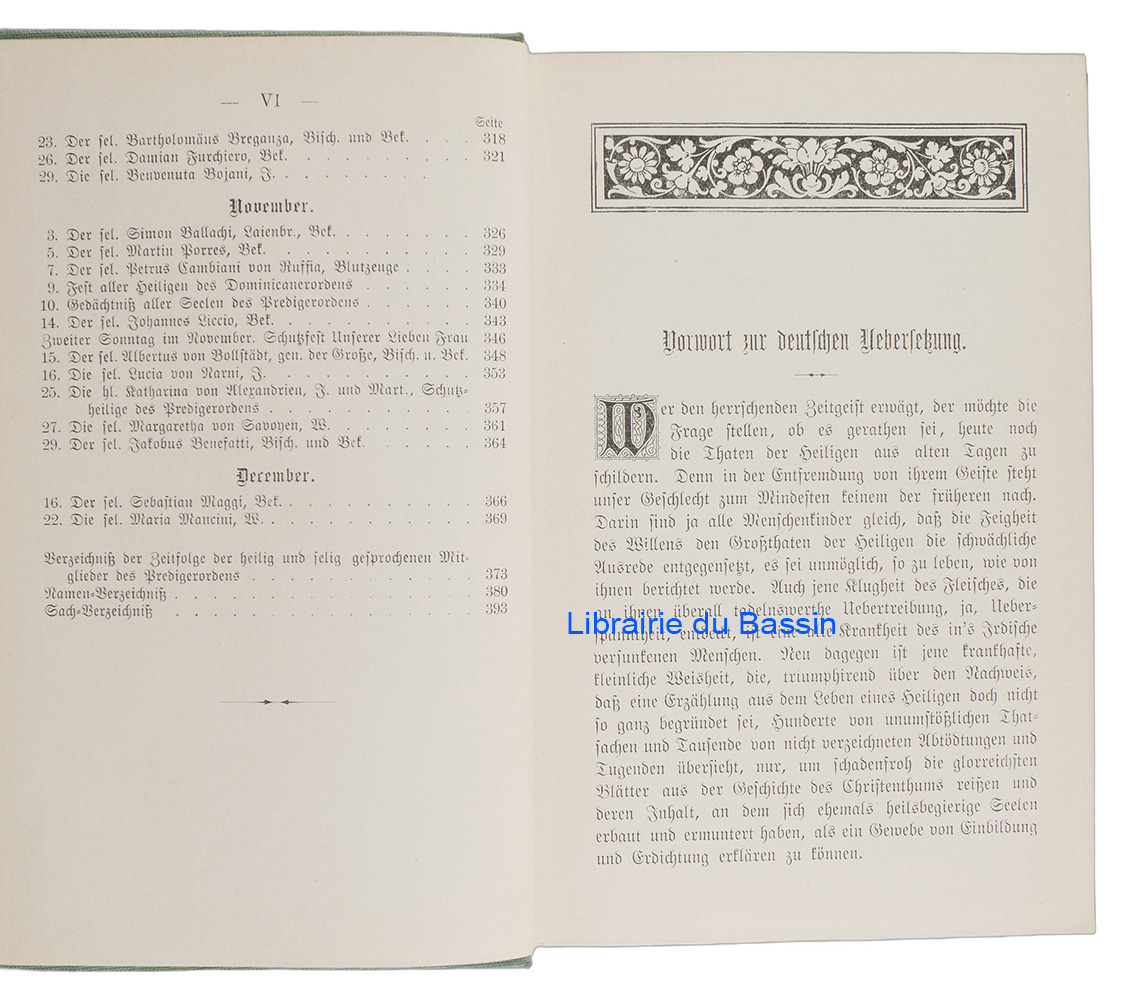 — VI —
Seite
23. Der sel. Bartholomäus Breganza, Bisch. und Bek. . . . . 318
26. Der sel. Damian Furchiero, Bek. . . . . . . . . . . 321
29. Die sel. Benvenuta Bojani, J. . . . . . . . .
November.
3. Der sel. Simon Ballachi, Laienbr., Bek. . . . . . . . 326
5. Der sel. Martin Porres, Bek. . . . . . . . . . . . 329
7. Der sel. Petrus Cambiani von Ruffia, Blutzeuge . . . . 333
9. Fest aller Heiligen des Dominicanerordens . . . . . . 334
10. Gedächtniß aller Seelen des Predigerordens . . . . . . 340
14. Der sel. Johannes Liccio, Bek. . . . . . . . . . . 343
Zweiter Sonntag im November. Schutzfest Unserer Lieben Frau 346
15. Der sel. Albertus von Bollstädt, gen. der Große, Bisch. u. Bek. 348
16. Die sel. Lucia von Narni, J. . . . . . . . . . . . 353
25. Die hl. Katharina von Alexandrien, J. und Mart., Schutz-
heilige des Predigerordens . . . . . . . . . . . 357
27. Die sel. Margaretha von Savoyen, W. . . . . . . . . 361
29. Der sel. Jakobus Benefatti, Bisch. und Bek. . . . . . 364
December.
16. Der sel. Sebastian Maggi, Bek. . . . . . . . . . . 366
22. Die sel. Maria Mancini, W. . . . . . . . . . . . 369
Verzeichniß der Zeitfolge der heilig und selig gesprochenen Mit-
glieder des Predigerordens . . . . . . . . . . . . 373
Namen-Verzeichniß . . . . . . . . . . . . . . . . 380
Sach-Verzeichniß . . . . . . . . . . . . . . . . 393
Vorwort zur deutschen Uebersetzung.
Wer den herrschenden Zeitgeist erwägt, der möchte die
Frage stellen, ob es gerathen sei, heute noch
die Thaten der Heiligen aus alten Tagen zu
schildern. Denn in der Entfremdung von ihrem Geiste steht
unser Geschlecht zum Mindesten keinem der früheren nach.
Darin sind ja alle Menschenkinder gleich, daß die Feigheit
des Willens den Großthaten der Heiligen die schwächliche
Ausrede entgegensetzt, es sei unmöglich, so zu leben, wie von
ihnen berichtet werde. Auch jene Klugheit des Fleisches, die
an ihnen überall tadelnswerthe Uebertreibung, ja, Ueber-
spanntheit, entdeckt, ist eine alte Krankheit des in's Irdische
versunkenen Menschen. Neu dagegen ist jene krankhafte,
kleinliche Weisheit, die, triumphirend über den Nachweis,
daß eine Erzählung aus dem Leben eines Heiligen doch nicht
so ganz begründet sei, Hunderte von unumstößlichen That-
sachen und Tausende von nicht verzeichneten Abtödtungen und
Tugenden übersieht, nur, um schadenfroh die glorreichsten
Blätter aus der Geschichte des Christenthums reißen und
deren Inhalt, an dem sich ehemals heilsbegierige Seelen
erbaut und ermuntert haben, als ein Gewebe von Einbildung
und Erdichtung erklären zu können.
Librairie du Bassin